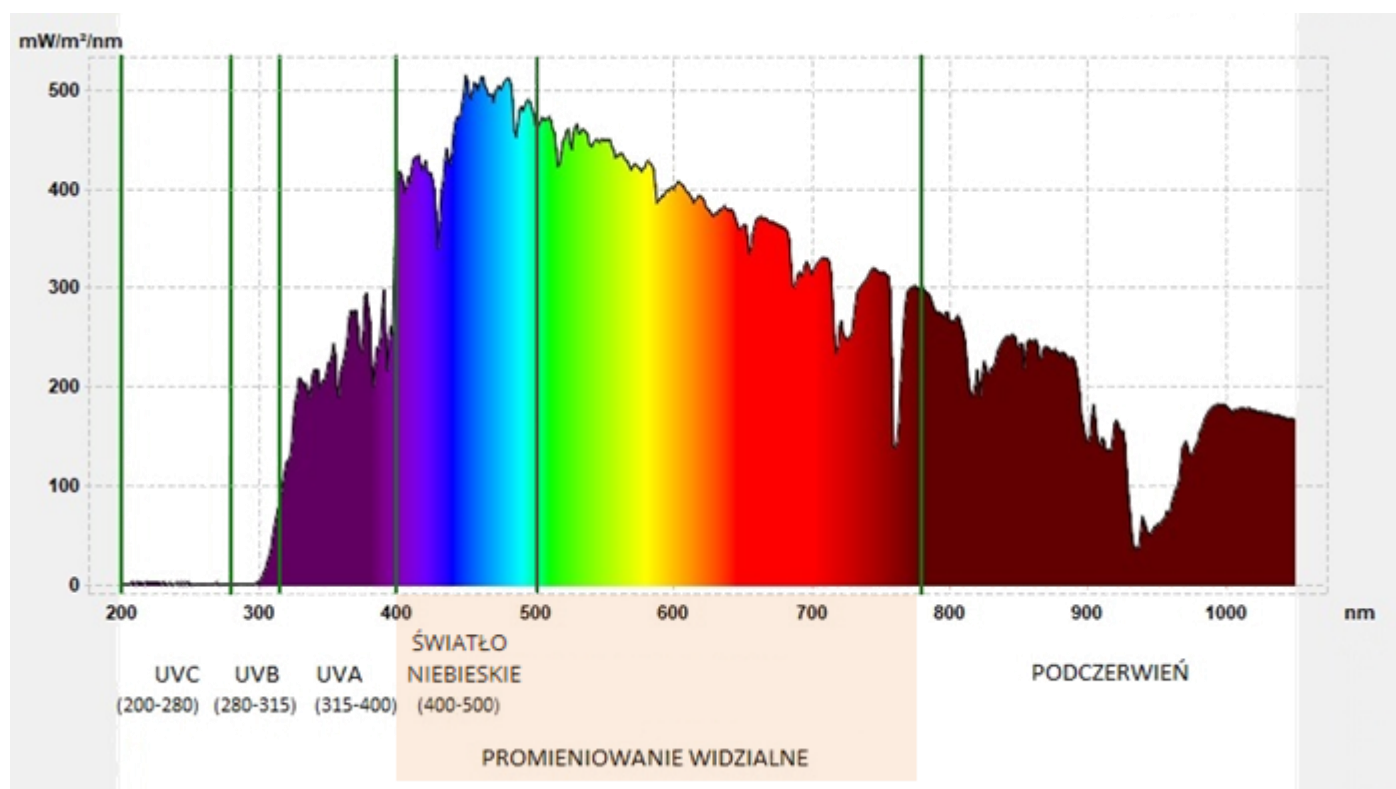 mW/m²/nm
500
400
300
200
100
0
200 300 400 500 600 700 800 900 1000 nm
ŚWIATŁO
UVC UVB UVA NIEBIESKIE PODCZERWIEŃ
(200-280) (280-315) (315-400) (400-500)
PROMIENIOWANIE WIDZIALNE